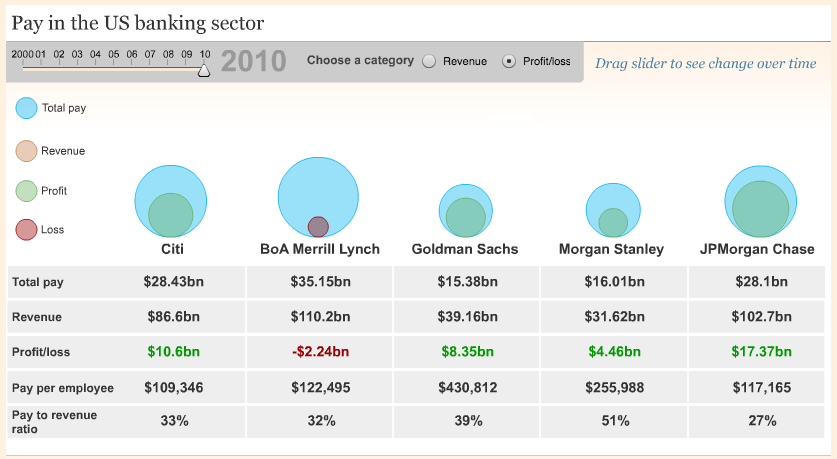 Pay in the US banking sector
2000 01 02 03 04 05 06 07 08 09 10
2010
Choose a category Revenue Profit/loss
Drag slider to see change over time
Total pay
Revenue
Profit
Loss
Citi BoA Merrill Lynch Goldman Sachs Morgan Stanley JPMorgan Chase
Total pay $28.43bn $35.15bn $15.38bn $16.01bn $28.1bn
Revenue $86.6bn $110.2bn $39.16bn $31.62bn $102.7bn
Profit/loss $10.6bn -$2.24bn $8.35bn $4.46bn $17.37bn
Pay per employee $109,346 $122,495 $430,812 $255,988 $117,165
Pay to revenue
ratio 33% 32% 39% 51% 27%